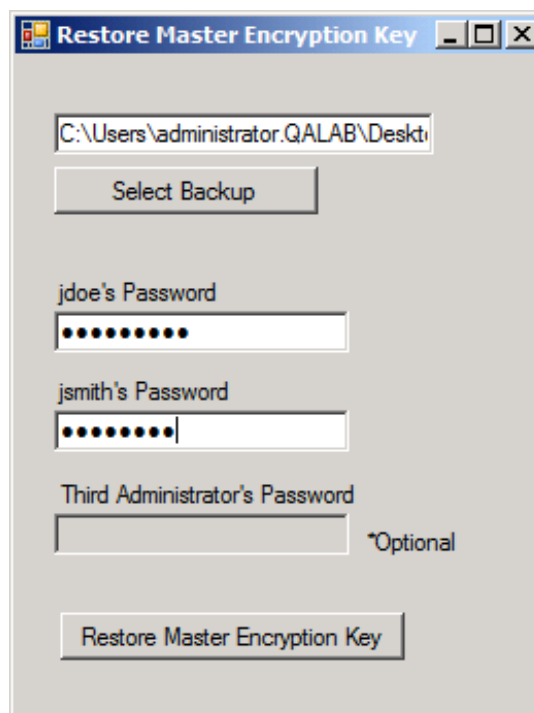 Restore Master Encryption Key
C:\Users\administrator.QALAB\Deskto
Select Backup
jdoe's Password
●●●●●●●●●
jsmith's Password
●●●●●●●●
Third Administrator's Password
*Optional
Restore Master Encryption Key